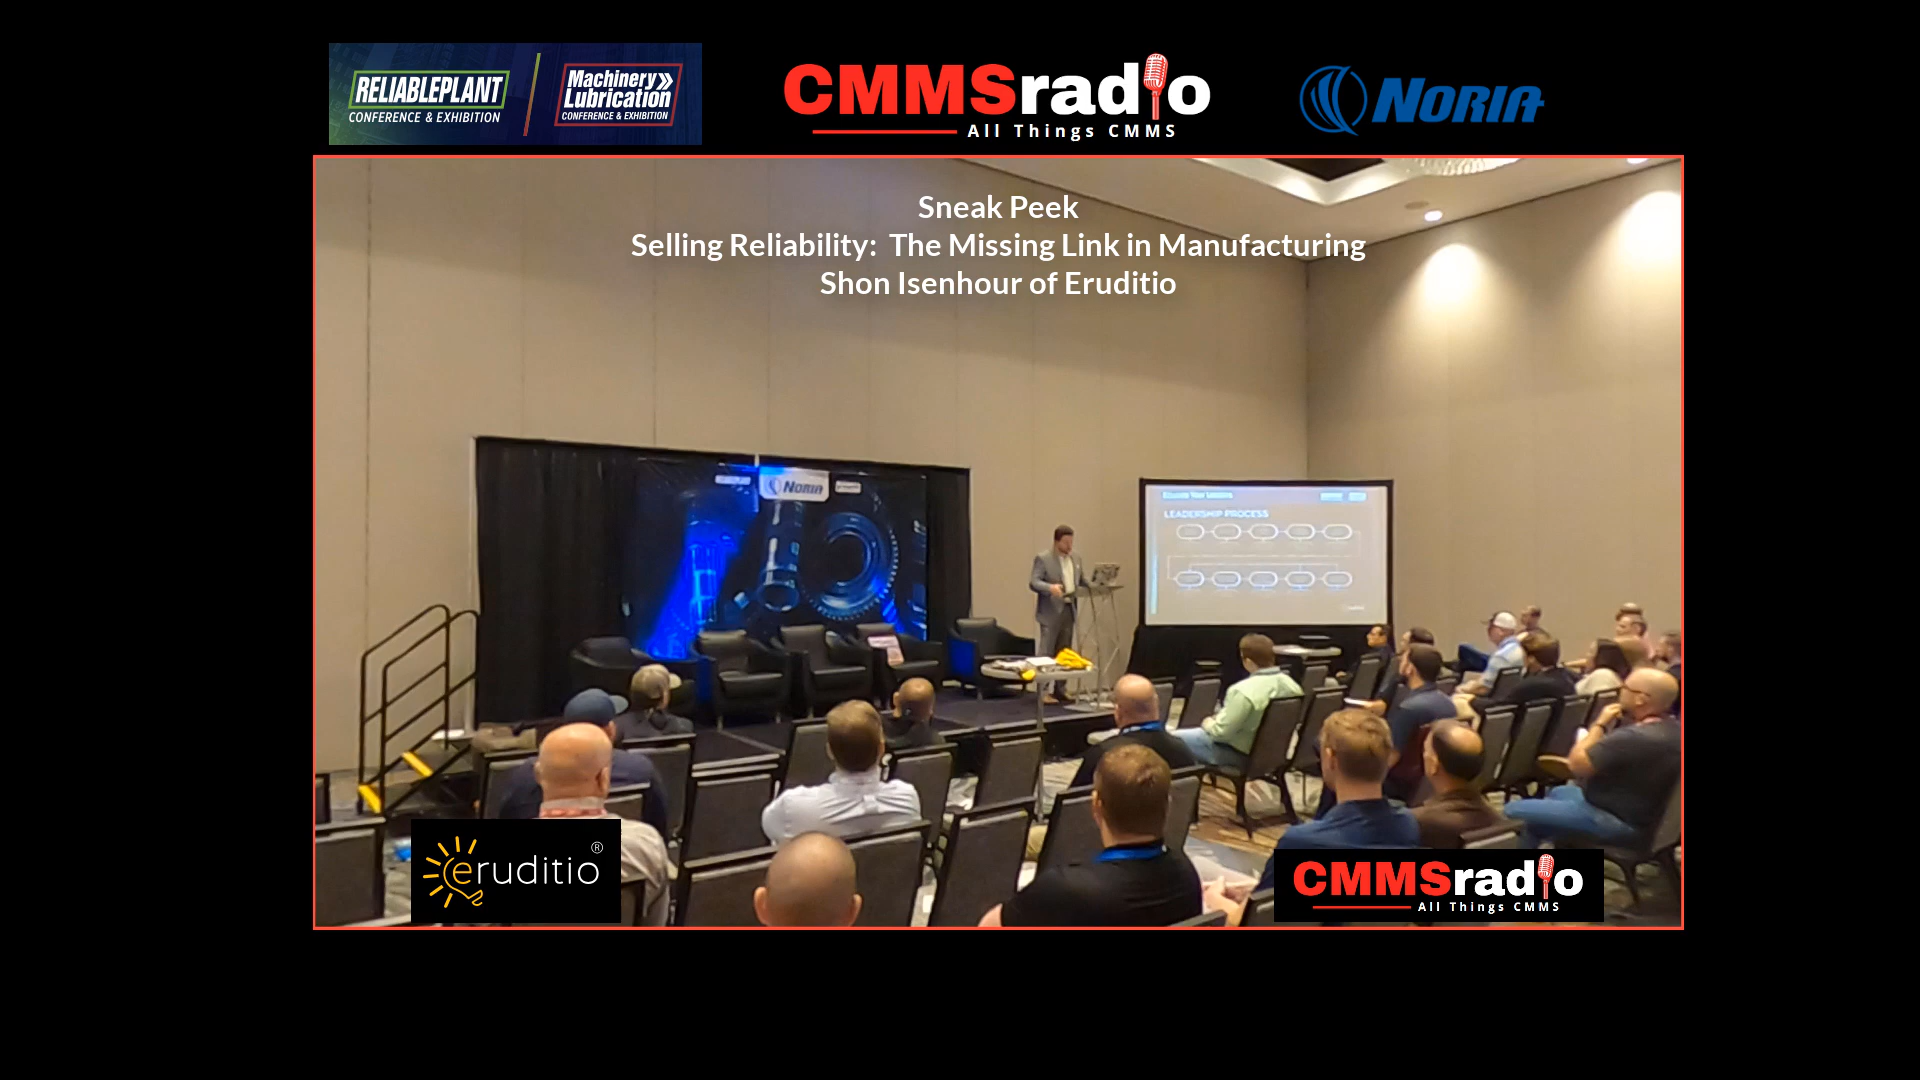 RELIABLEPLANT
CONFERENCE & EXHIBITION
Machinery
Lubrication
CONFERENCE & EXHIBITION
CMMSradio
All Things CMMS
NORIA
Sneak Peek
Selling Reliability: The Missing Link in Manufacturing
Shon Isenhour of Eruditio
NORIA
LEADERSHIP PROCESS
eruditio®
CMMSradio
All Things CMMS